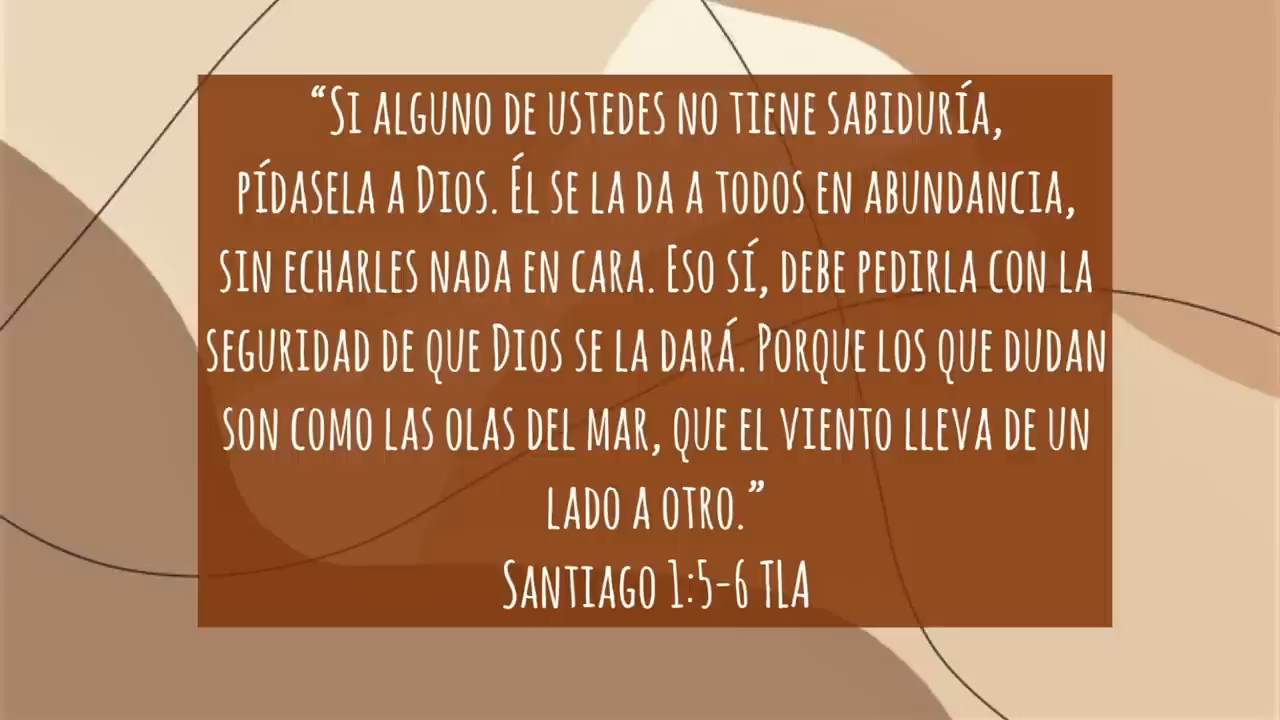 “Si alguno de ustedes no tiene sabiduría,
pídasela a Dios. Él se la da a todos en abundancia,
sin echarles nada en cara. Eso sí, debe pedirla con la
seguridad de que Dios se la dará. Porque los que dudan
son como las olas del mar, que el viento lleva de un
lado a otro.”
Santiago 1:5-6 TLA